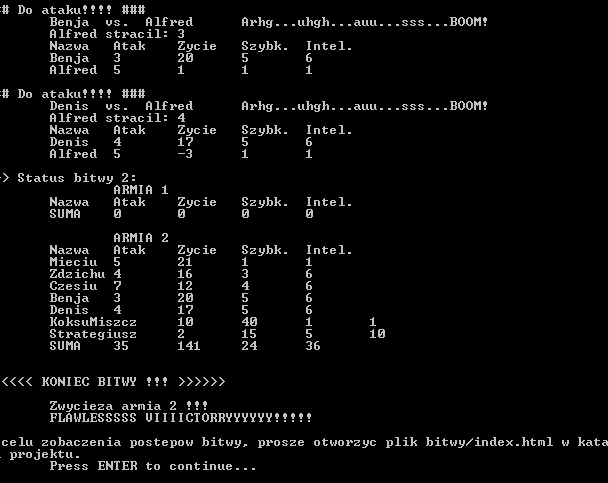 # Do ataku!!!! ###
Benja vs. Alfred Arhg...uhgh...auu...sss...BOOM!
Alfred stracil: 3
Nazwa Atak Zycie Szybk. Intel.
Benja 3 20 5 6
Alfred 5 1 1 1
# Do ataku!!!! ###
Denis vs. Alfred Arhg...uhgh...auu...sss...BOOM!
Alfred stracil: 4
Nazwa Atak Zycie Szybk. Intel.
Denis 4 17 5 6
Alfred 5 -3 1 1
> Status bitwy 2:
ARMIA 1
Nazwa Atak Zycie Szybk. Intel.
SUMA 0 0 0 0
ARMIA 2
Nazwa Atak Zycie Szybk. Intel.
Mieciu 5 21 1 1
Zdzichu 4 16 3 6
Czesiu 7 12 4 6
Benja 3 20 5 6
Denis 4 17 5 6
KoksuMiszcz 10 40 1 1
Strategiusz 2 15 5 10
SUMA 35 141 24 36
<<<< KONIEC BITWY !!! >>>>>>
Zwycieza armia 2 !!!
FLAWLESSSSS VIIIICTORRYYYYYY!!!!!
celu zobaczenia postepow bitwy, prosze otworzyc plik bitwy/index.html w kata
projektu.
Press ENTER to continue...